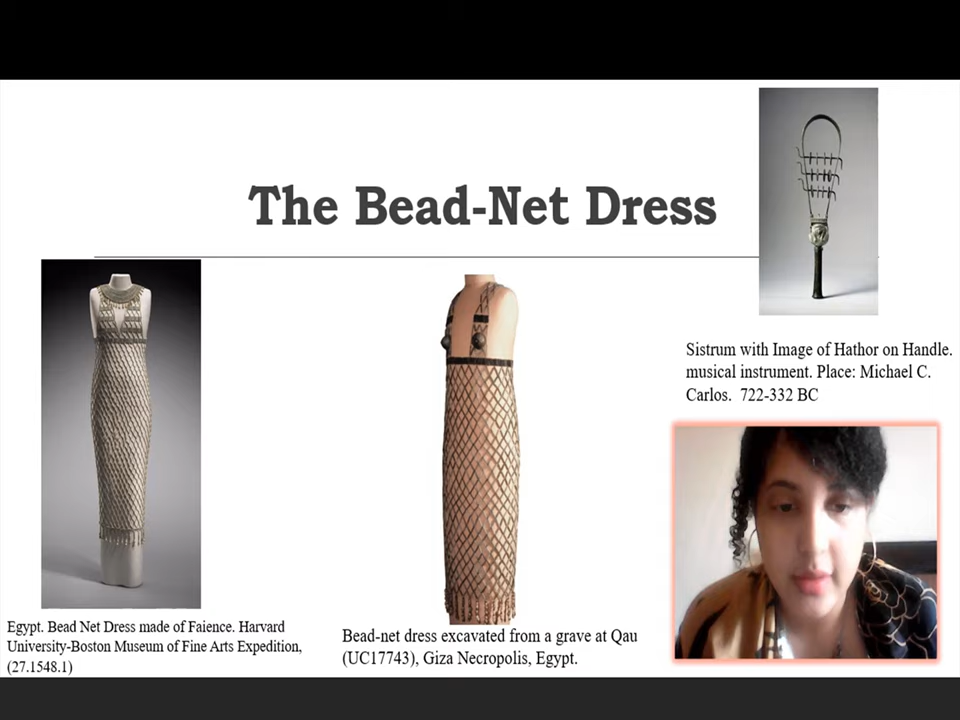 The Bead-Net Dress
Sistrum with Image of Hathor on Handle.
musical instrument. Place: Michael C.
Carlos.  722-332 BC
Egypt. Bead Net Dress made of Faience. Harvard
University-Boston Museum of Fine Arts Expedition,
(27.1548.1)
Bead-net dress excavated from a grave at Qau
(UC17743), Giza Necropolis, Egypt.